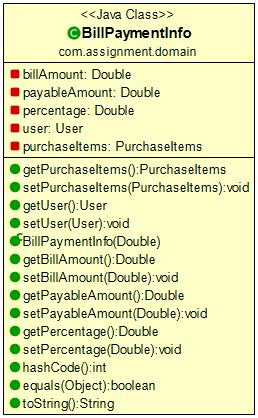 <<Java Class>>
BillPaymentInfo
com.assignment.domain
billAmount: Double
payableAmount: Double
percentage: Double
user: User
purchaseItems: PurchaseItems
getPurchaseItems():PurchaseItems
setPurchaseItems(PurchaseItems):void
getUser():User
setUser(User):void
BillPaymentInfo(Double)
getBillAmount():Double
setBillAmount(Double):void
getPayableAmount():Double
setPayableAmount(Double):void
getPercentage():Double
setPercentage(Double):void
hashCode():int
equals(Object):boolean
toString():String